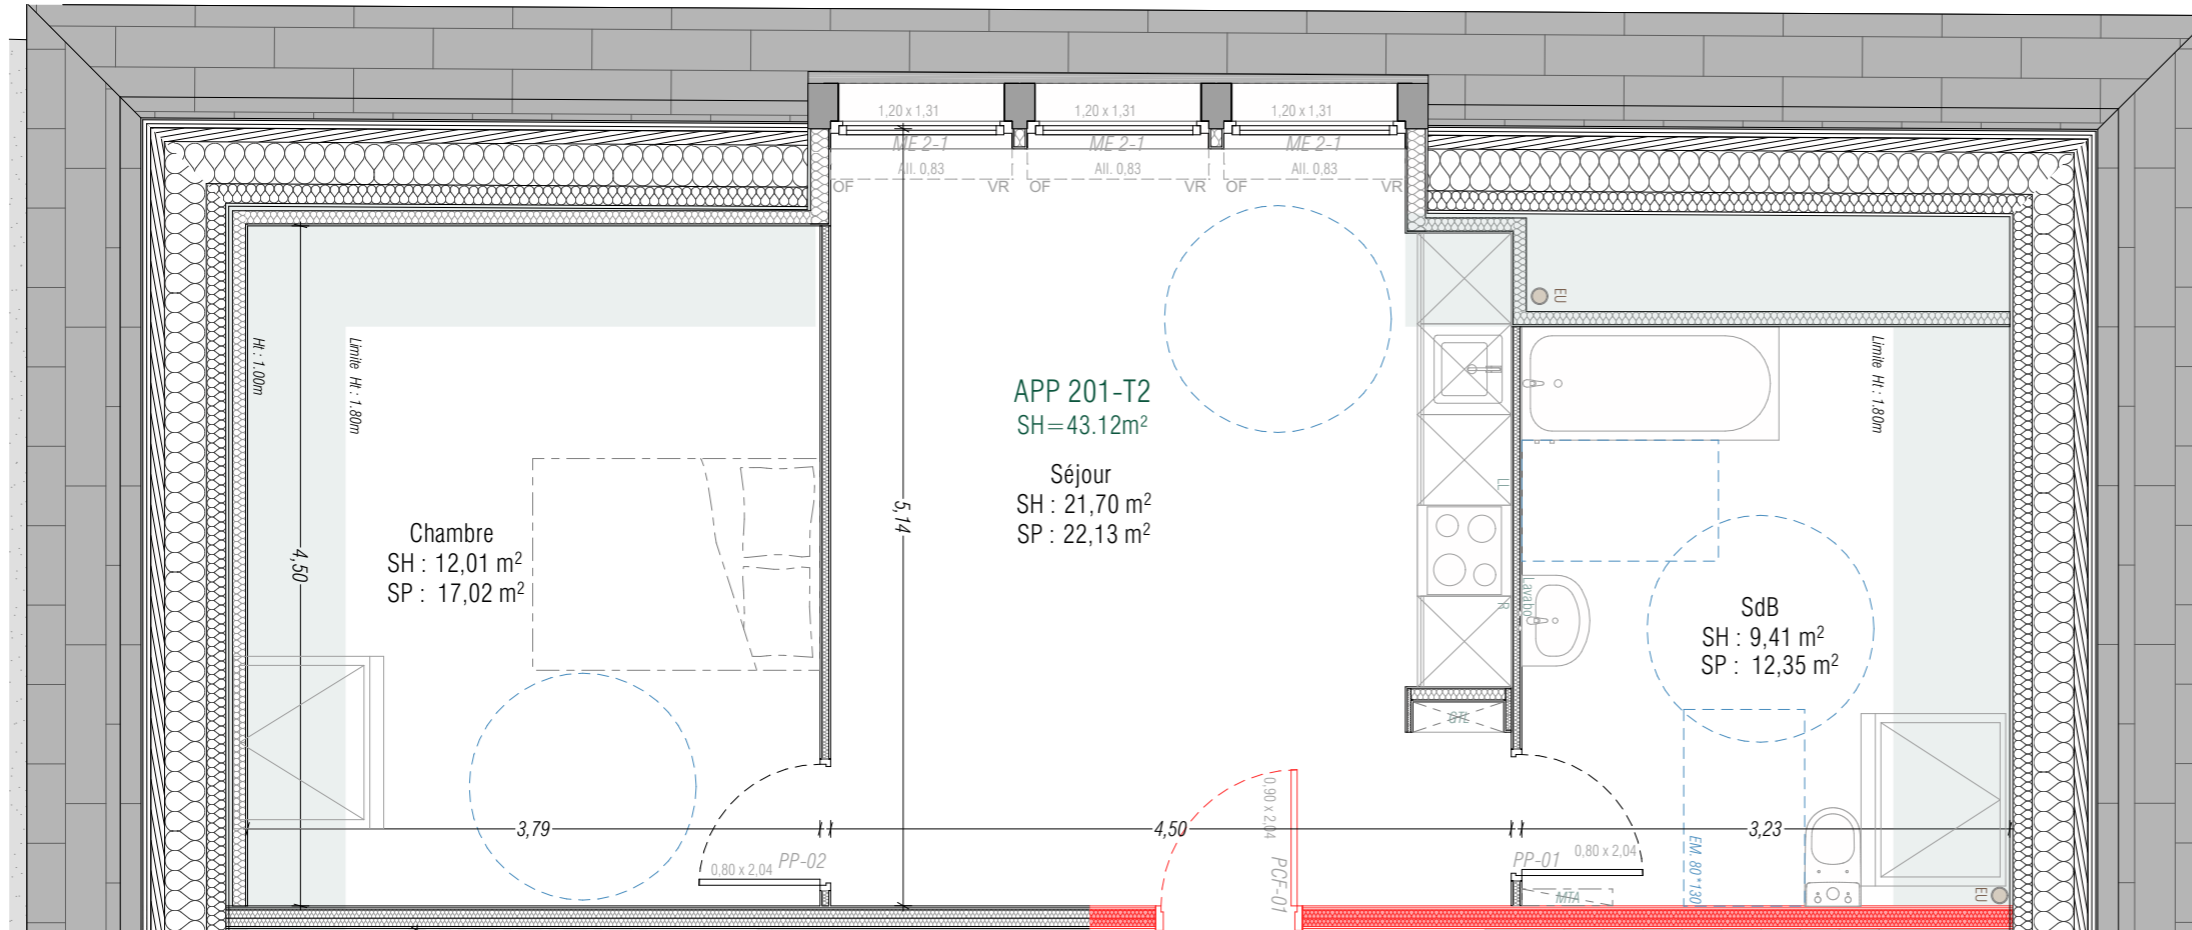 1,20 x 1,31
1,20 x 1,31
1,20 x 1,31
ME 2-1
ME 2-1
ME 2-1
All. 0,83
All. 0,83
All. 0,83
OF
VR
OF
VR
OF
VR
Ht : 1.00m
Limite Ht : 1.80m
EU
Limite Ht : 1.80m
APP 201-T2
SH=43.12m²
Séjour
SH : 21,70 m²
SP : 22,13 m²
Chambre
SH : 12,01 m²
SP : 17,02 m²
4,50
5,14
LL
R
Lavabo
SdB
SH : 9,41 m²
SP : 12,35 m²
GTL
3,79
4,50
3,23
0,80 x 2,04
PP-02
0,90 x 2,04
PCF-01
PP-01
0,80 x 2,04
MTA
EM. 80*130
EU